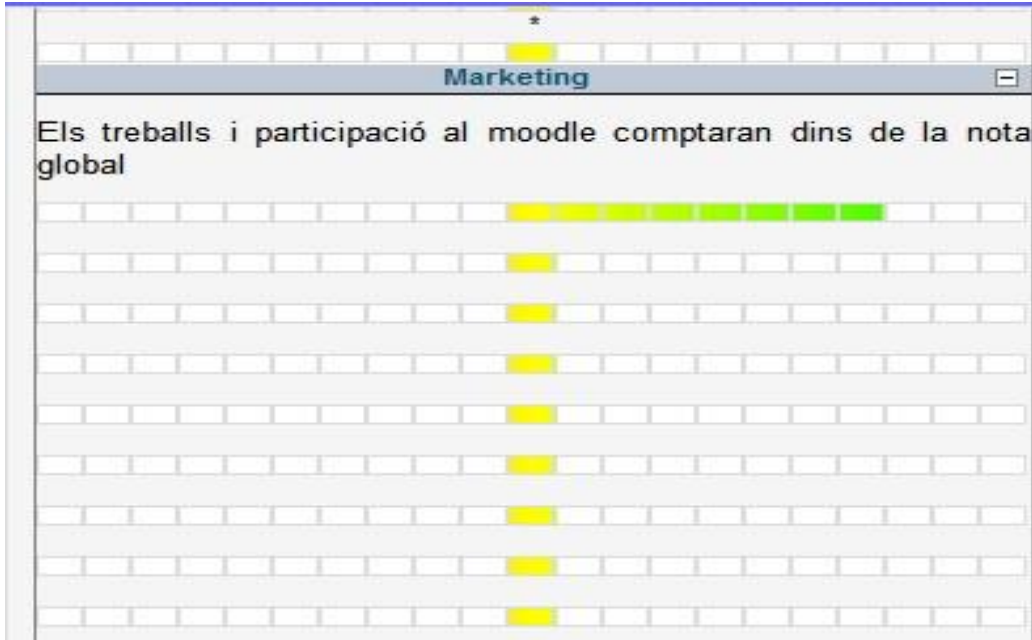 *
Marketing
Els treballs i participació al moodle comptaran dins de la nota
global